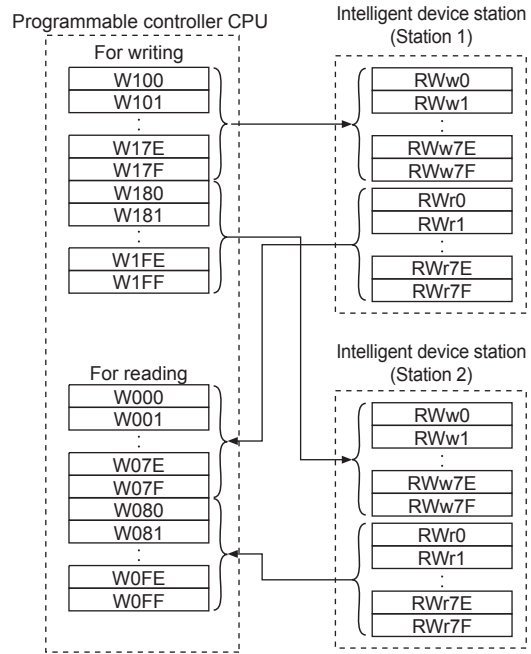 Programmable controller CPU
For writing
W100
W101
:
W17E
W17F
W180
W181
:
W1FE
W1FF
For reading
W000
W001
:
W07E
W07F
W080
W081
:
W0FE
W0FF
Intelligent device station
(Station 1)
RWw0
RWw1
:
RWw7E
RWw7F
RWr0
RWr1
:
RWr7E
RWr7F
Intelligent device station
(Station 2)
RWw0
RWw1
:
RWw7E
RWw7F
RWr0
RWr1
:
RWr7E
RWr7F